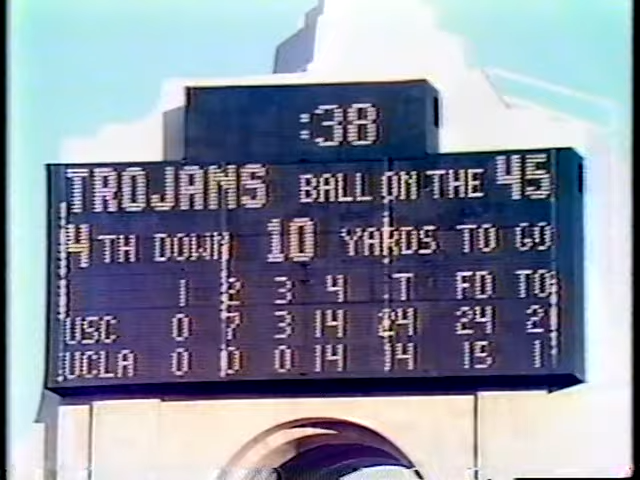 :38
TROJANS BALL ON THE 45
4TH DOWN 10 YARDS TO GO
1 2 3 4 T FD TO
USC 0 7 3 14 24 24 2
UCLA 0 0 0 14 14 15 1